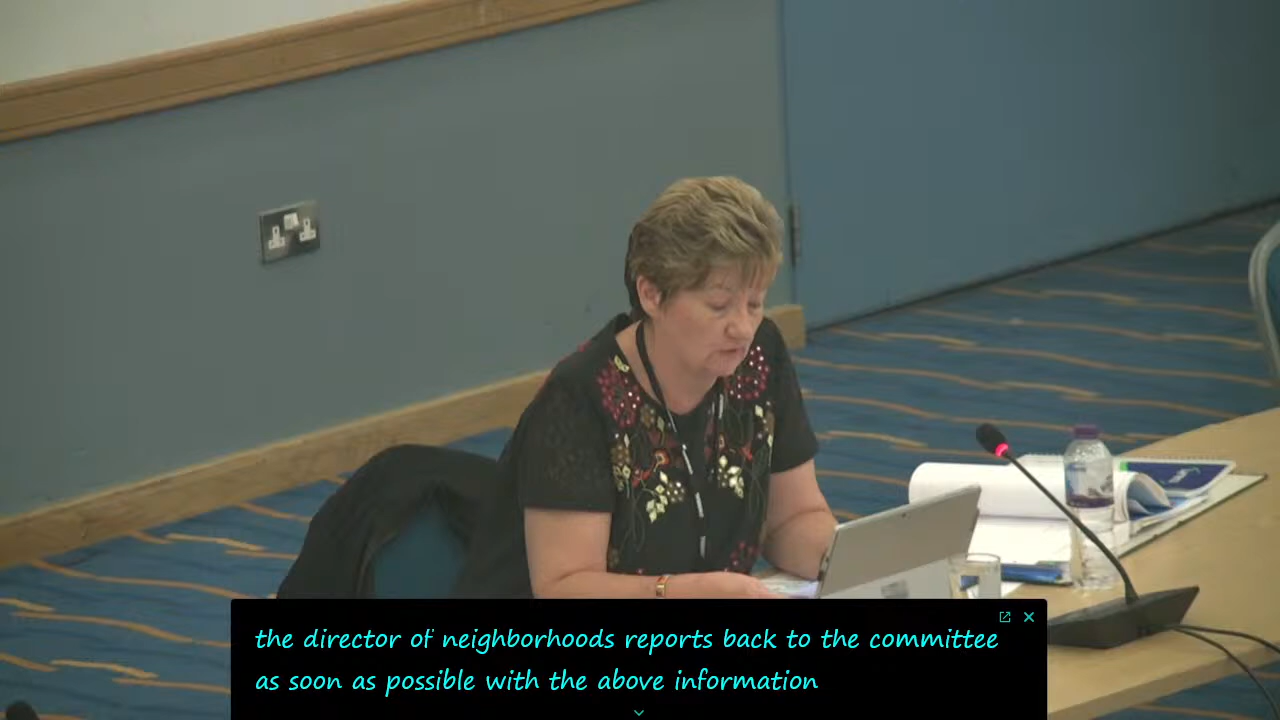 the director of neighborhoods reports back to the committee
as soon as possible with the above information